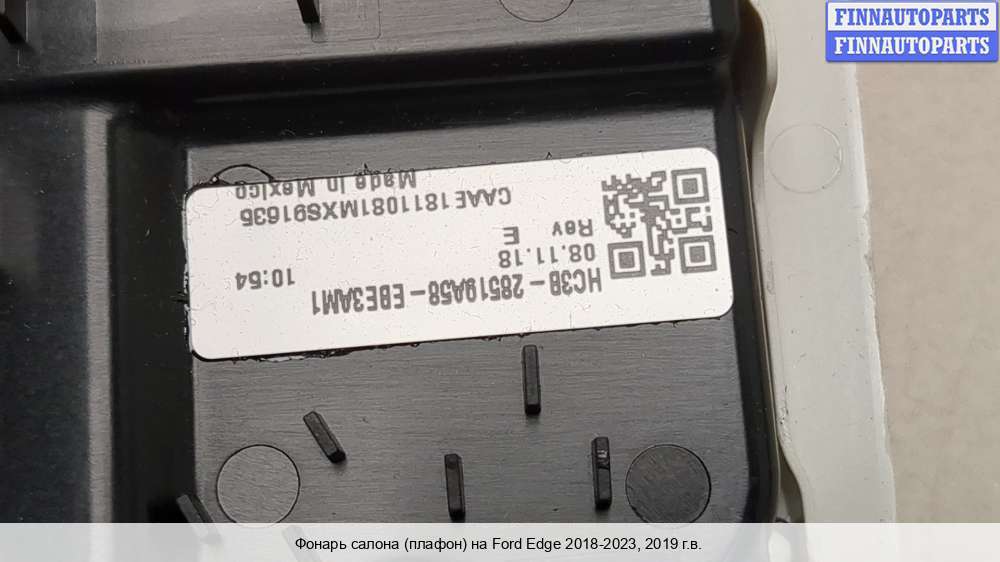 FINNAUTOPARTS
FINNAUTOPARTS
HC3B-28519A58-EBE3AM1
08.11.18 10:54
Rev E
CAAE1811081MXS91635
Made in Mexico
Фонарь салона (плафон) на Ford Edge 2018-2023, 2019 г.в.